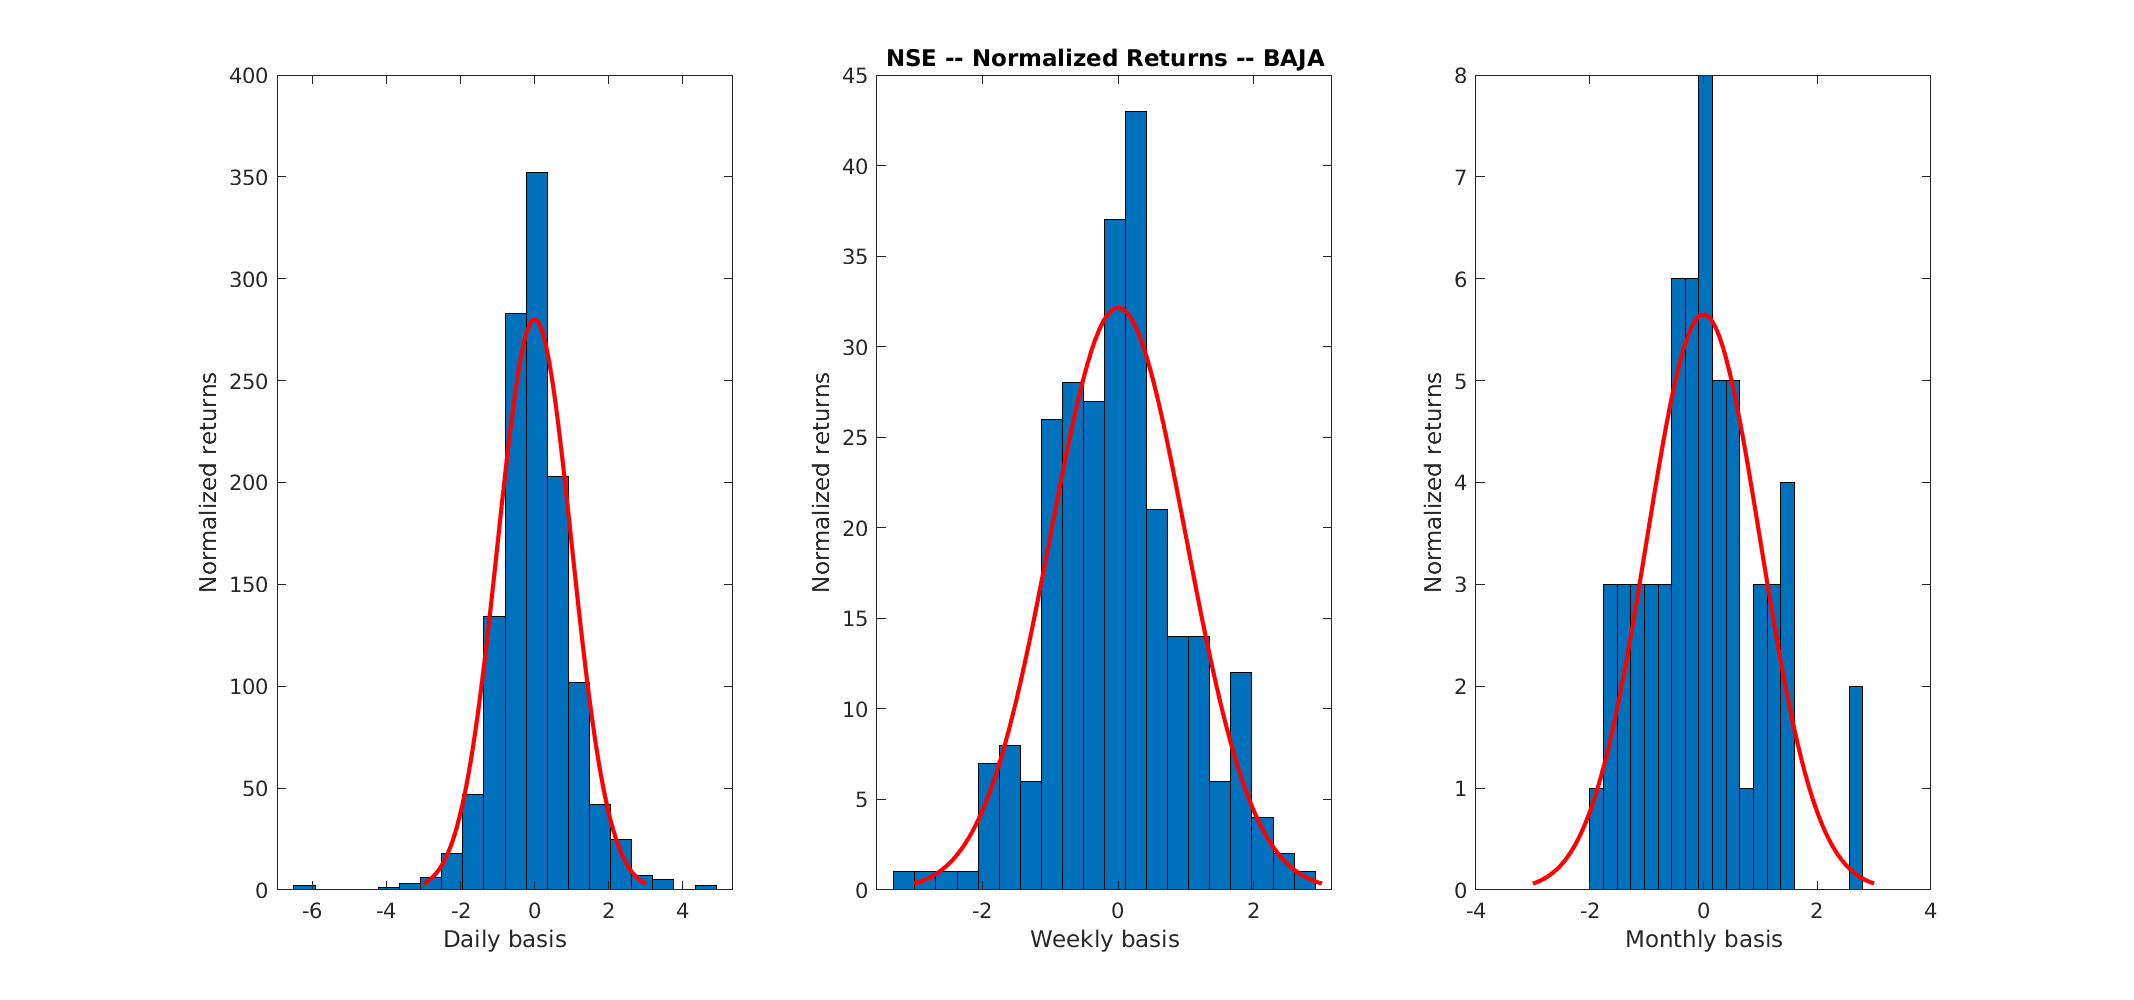 NSE -- Normalized Returns -- BAJA
400
350
300
250
200
150
100
50
0
Normalized returns
-6 -4 -2 0 2 4
Daily basis
45
40
35
30
25
20
15
10
5
0
Normalized returns
-2 0 2
Weekly basis
8
7
6
5
4
3
2
1
0
Normalized returns
-4 -2 0 2 4
Monthly basis